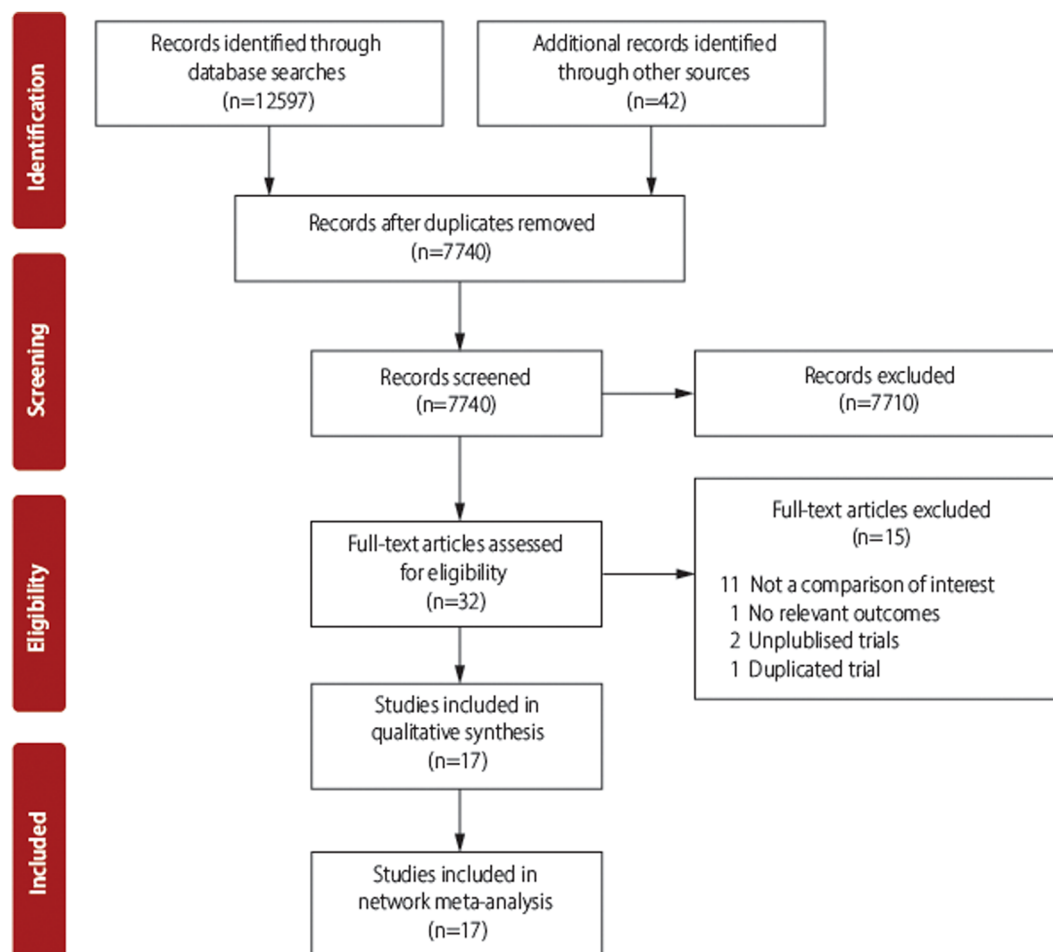 Identification
Records identified through
database searches
(n=12597)
Additional records identified
through other sources
(n=42)
Records after duplicates removed
(n=7740)
Screening
Records screened
(n=7740)
Records excluded
(n=7710)
Eligibility
Full-text articles assessed
for eligibility
(n=32)
Full-text articles excluded
(n=15)
11 Not a comparison of interest
1 No relevant outcomes
2 Unplublised trials
1 Duplicated trial
Studies included in
qualitative synthesis
(n=17)
Included
Studies included in
network meta-analysis
(n=17)